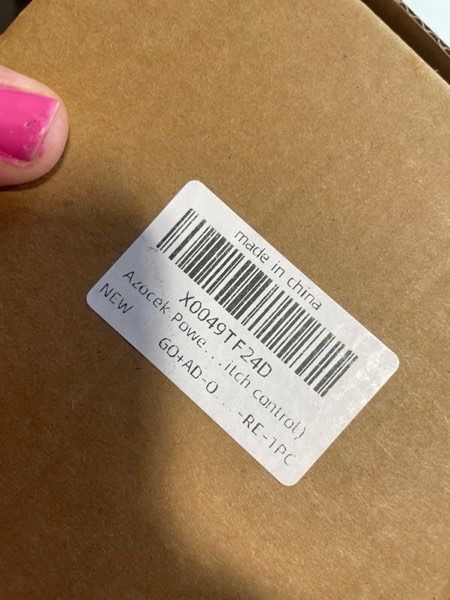 made in china
X0049TF24D
Azocek Powe...itch control)
NEW
GO+AD-O...-RE-1PC